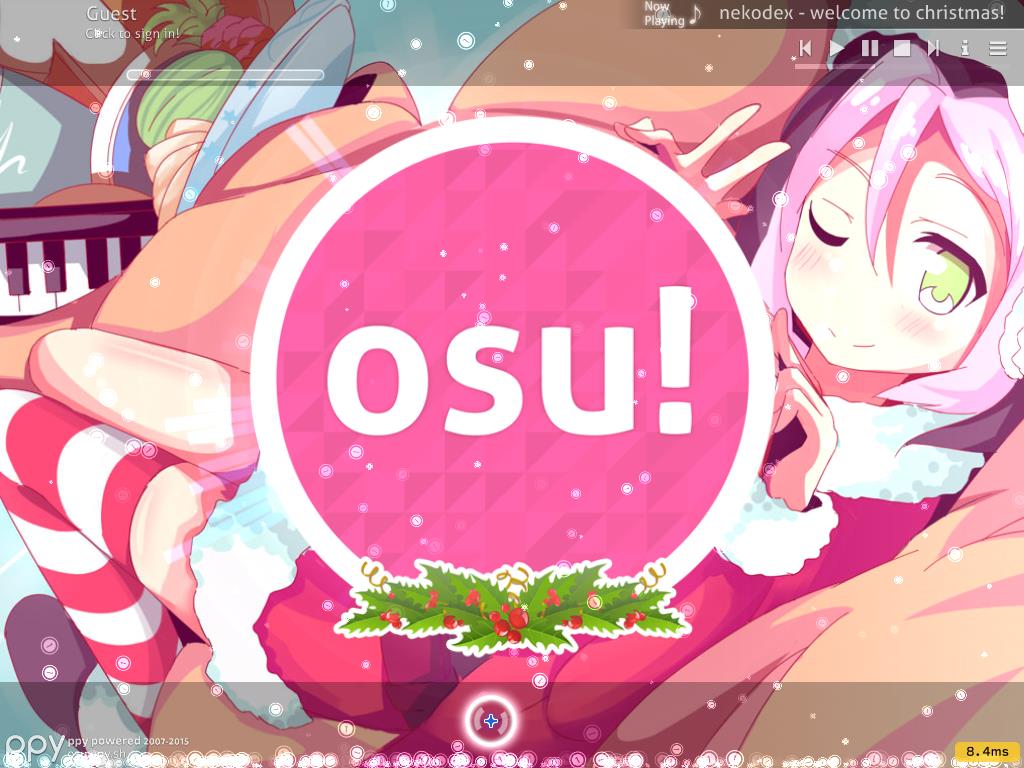 Guest
Click to sign in!
Now
Playing
nekodex - welcome to christmas!
osu!
ppy
ppy powered 2007-2015
8.4ms